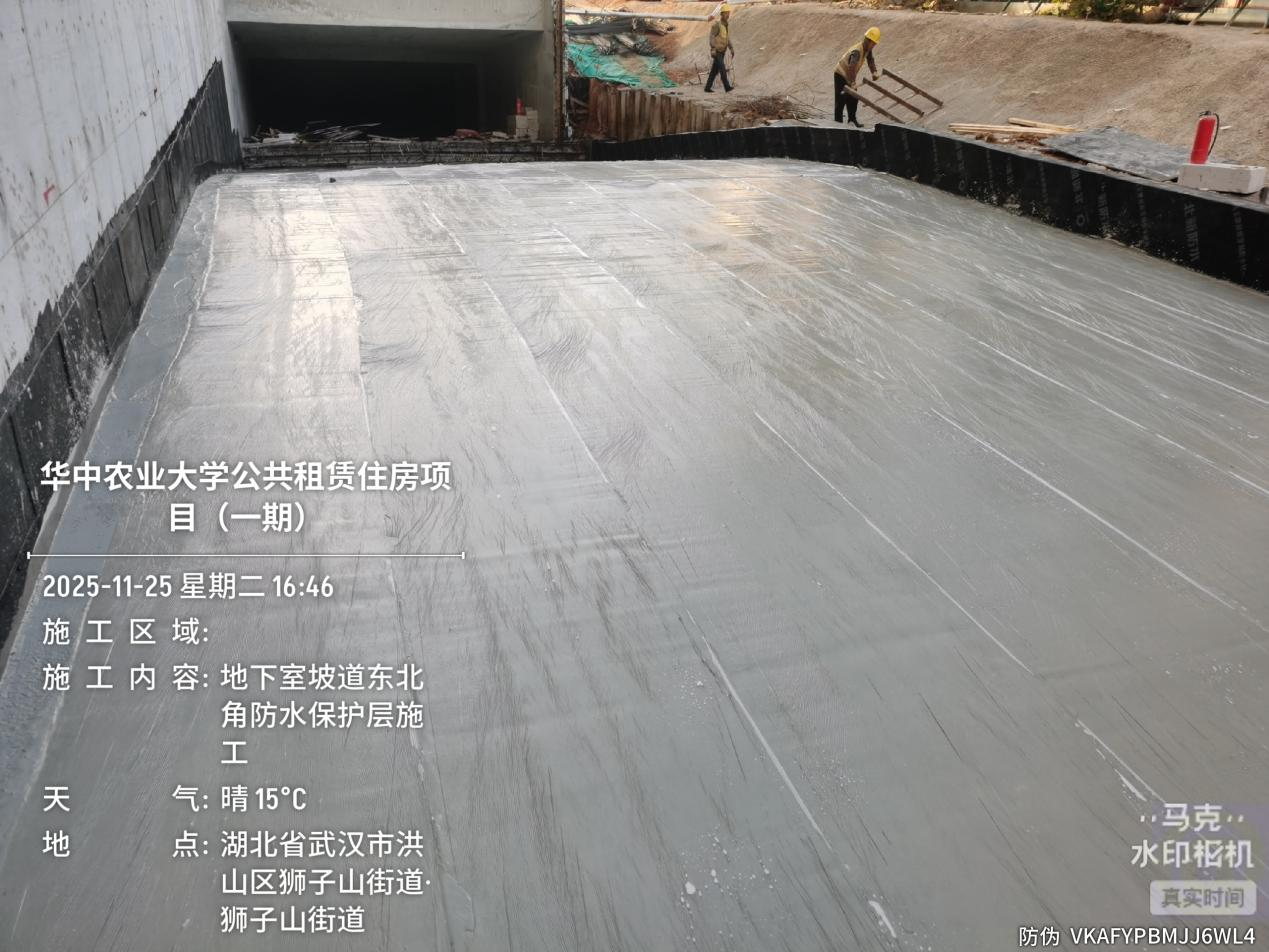 华中农业大学公共租赁住房项
目（一期）
2025-11-25 星期二 16:46
施工区域:
施工内容: 地下室坡道东北
角防水保护层施
工
天气: 晴 15°C
地点: 湖北省武汉市洪
山区狮子山街道·
狮子山街道
马克
水印相机
真实时间
防伪 VKAFYPBMJJ6WL4